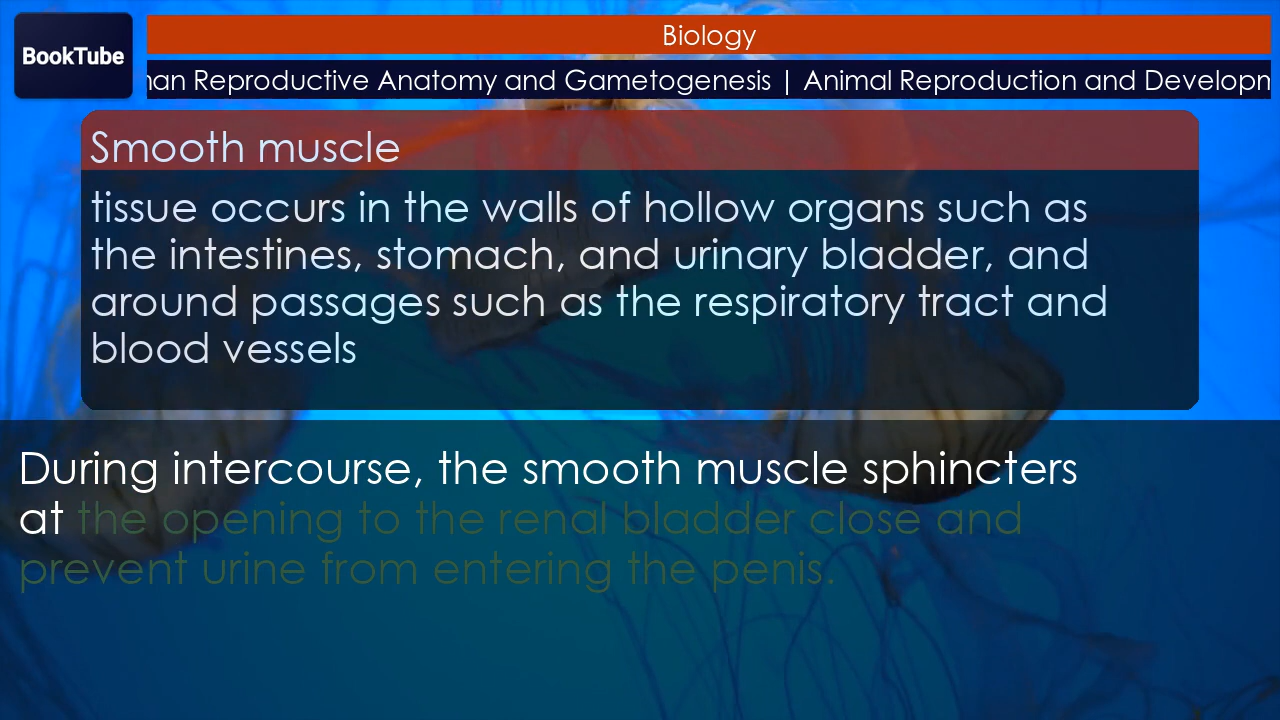 BookTube
Biology
nan Reproductive Anatomy and Gametogenesis | Animal Reproduction and Developn
Smooth muscle
tissue occurs in the walls of hollow organs such as
the intestines, stomach, and urinary bladder, and
around passages such as the respiratory tract and
blood vessels
During intercourse, the smooth muscle sphincters
at the opening to the renal bladder close and
prevent urine from entering the penis.